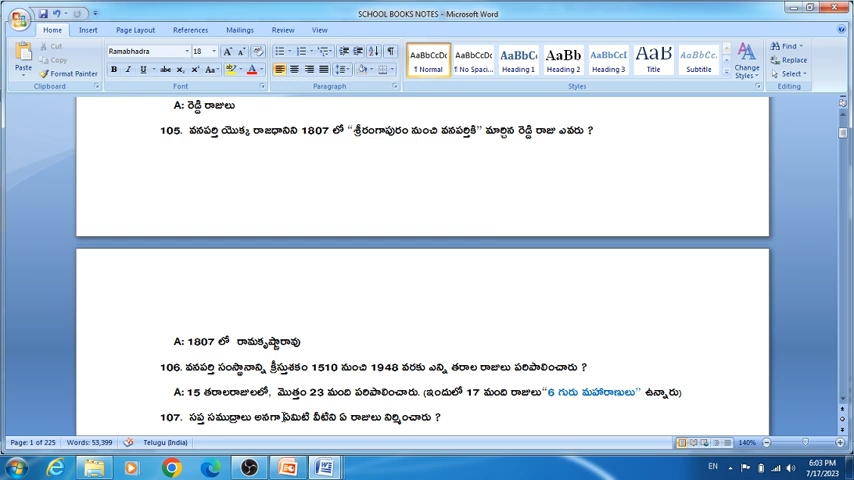 SCHOOL BOOKS NOTES - Microsoft Word
Home Insert Page Layout References Mailings Review View
Cut
Copy
Format Painter
Paste
Clipboard
Ramabhadra 18
B I U abc
Font
Paragraph
AaBbCcDc AaBbCcDc AaBbC AaBb AaBbCcI AaB AaBbCc.
¶ Normal ¶ No Spaci... Heading 1 Heading 2 Heading 3 Title Subtitle
Change Styles
Styles
Find
Replace
Select
Editing
A: రెడ్డి రాజులు
105. వనపర్తి యొక్క రాజధానిని 1807 లో “శ్రీరంగాపురం నుంచి వనపర్తికి” మార్చిన రెడ్డి రాజు ఎవరు ?
A: 1807 లో రామకృష్ణారావు
106. వనపర్తి సంస్థానాన్ని క్రీస్తుశకం 1510 నుంచి 1948 వరకు ఎన్ని తరాల రాజులు పరిపాలించారు ?
A: 15 తరాలరాజులలో, మొత్తం 23 మంది పరిపాలించారు. (ఇందులో 17 మంది రాజులు“6 గురు మహారాణులు” ఉన్నారు)
107. సప్త సముద్రాలు అనగా ఏమిటి వీటిని ఏ రాజులు నిర్మించారు ?
Page: 1 of 225 Words: 53,399 Telugu (India) 140%
EN 6:03 PM
7/17/2023